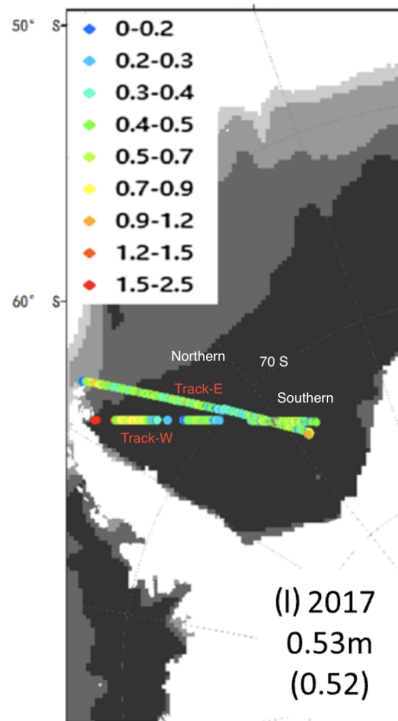 50° S
0-0.2
0.2-0.3
0.3-0.4
0.4-0.5
0.5-0.7
0.7-0.9
0.9-1.2
1.2-1.5
1.5-2.5
60° S
Northern
70 S
Track-E
Southern
Track-W
(I) 2017
0.53m
(0.52)